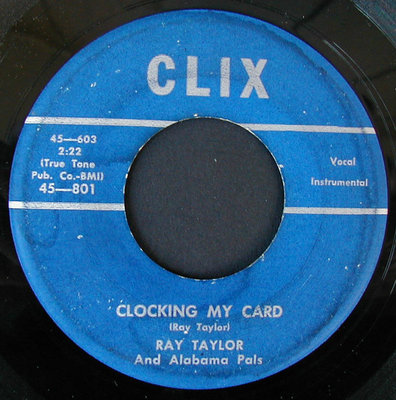 CLIX
45—603
2:22
(True Tone
Pub. Co.-BMI)
45—801
Vocal
Instrumental
CLOCKING MY CARD
(Ray Taylor)
RAY TAYLOR
And Alabama Pals